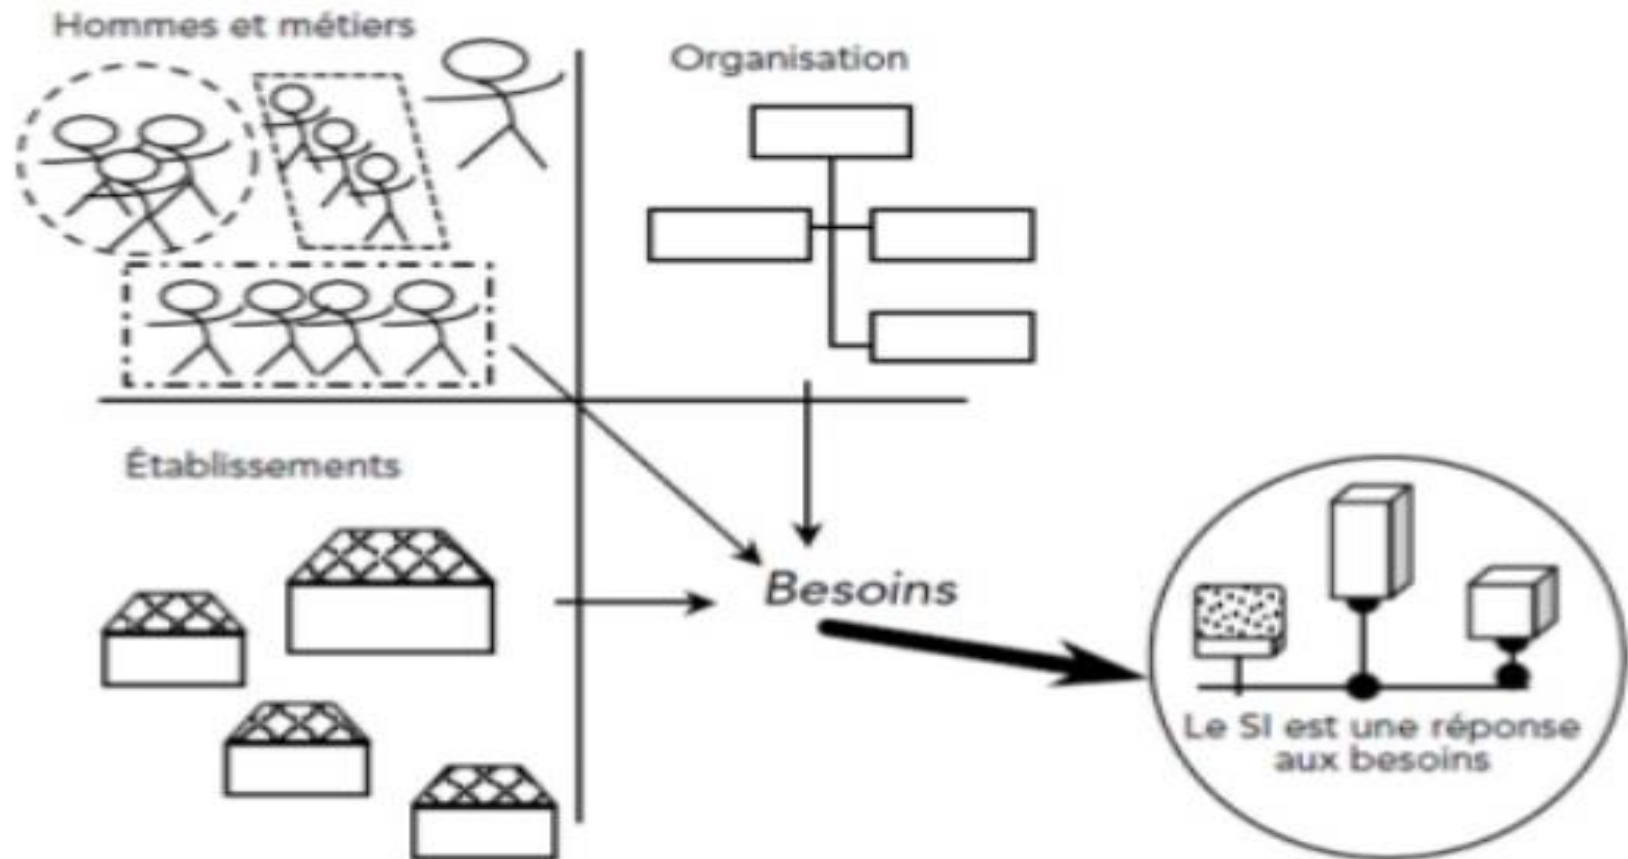 Hommes et métiers
Organisation
Établissements
Besoins
Le SI est une réponse
aux besoins